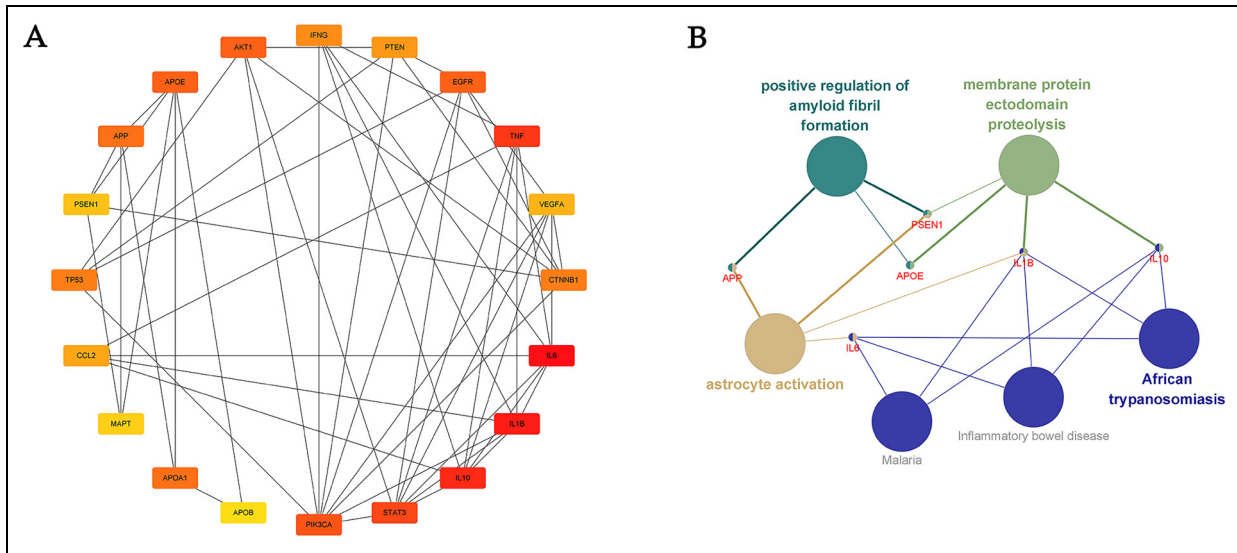 A
IFNG
AKT1
PTEN
APOE
EGFR
APP
TNF
PSEN1
VEGFA
TP53
CTNNB1
CCL2
IL6
MAPT
IL1B
APOA1
IL10
APOB
STAT3
PIK3CA
B
positive regulation of
amyloid fibril
formation
membrane protein
ectodomain
proteolysis
PSEN1
APP
APOE
IL1B
IL10
IL6
astrocyte activation
African
trypanosomiasis
Inflammatory bowel disease
Malaria